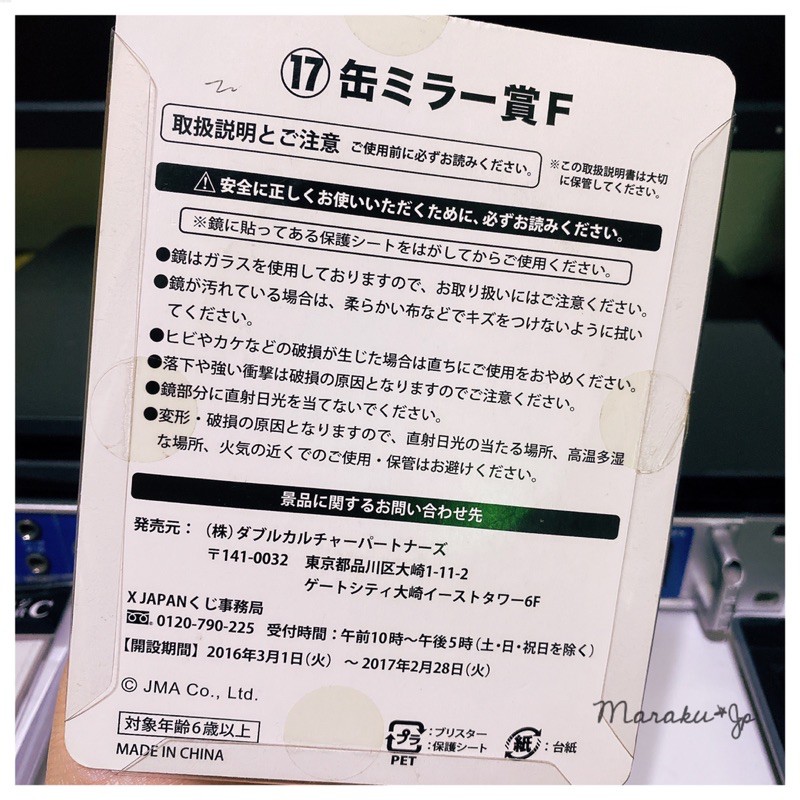 ⑰缶ミラー賞F
取扱説明とご注意 ご使用前に必ずお読みください。
※この取扱説明書は大切
に保管してください。
⚠安全に正しくお使いいただくために、必ずお読みください。
※鏡に貼ってある保護シートをはがしてからご使用ください。
●鏡はガラスを使用しておりますので、お取り扱いにはご注意ください。
●鏡が汚れている場合は、柔らかい布などでキズをつけないように拭い
てください。
●ヒビやカケなどの破損が生じた場合は直ちにご使用をおやめください。
●落下や強い衝撃は破損の原因となりますのでご注意ください。
●鏡部分に直射日光を当てないでください。
●変形・破損の原因となりますので、直射日光の当たる場所、高温多湿
な場所、火気の近くでのご使用・保管はお避けください。
景品に関するお問い合わせ先
発売元：（株）ダブルカルチャーパートナーズ
〒141-0032 東京都品川区大崎1-11-2
ゲートシティ大崎イーストタワー6F
X JAPANくじ事務局
0120-790-225 受付時間：午前10時～午後5時（土・日・祝日を除く）
【開設期間】2016年3月1日（火）～2017年2月28日（火）
© JMA Co., Ltd.
対象年齢6歳以上
MADE IN CHINA
プラ：ブリスター
：保護シート
PET
紙：台紙
Maraku*Jp
C